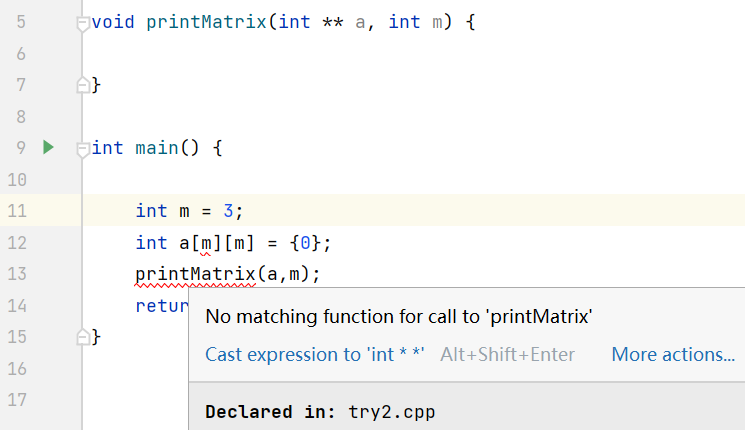 5 void printMatrix(int ** a, int m) {
6
7 }
8
9 int main() {
10
11 int m = 3;
12 int a[m][m] = {0};
13 printMatrix(a,m);
14 retur
15 }
16
17
No matching function for call to 'printMatrix'
Cast expression to 'int * *' Alt+Shift+Enter More actions...
Declared in: try2.cpp